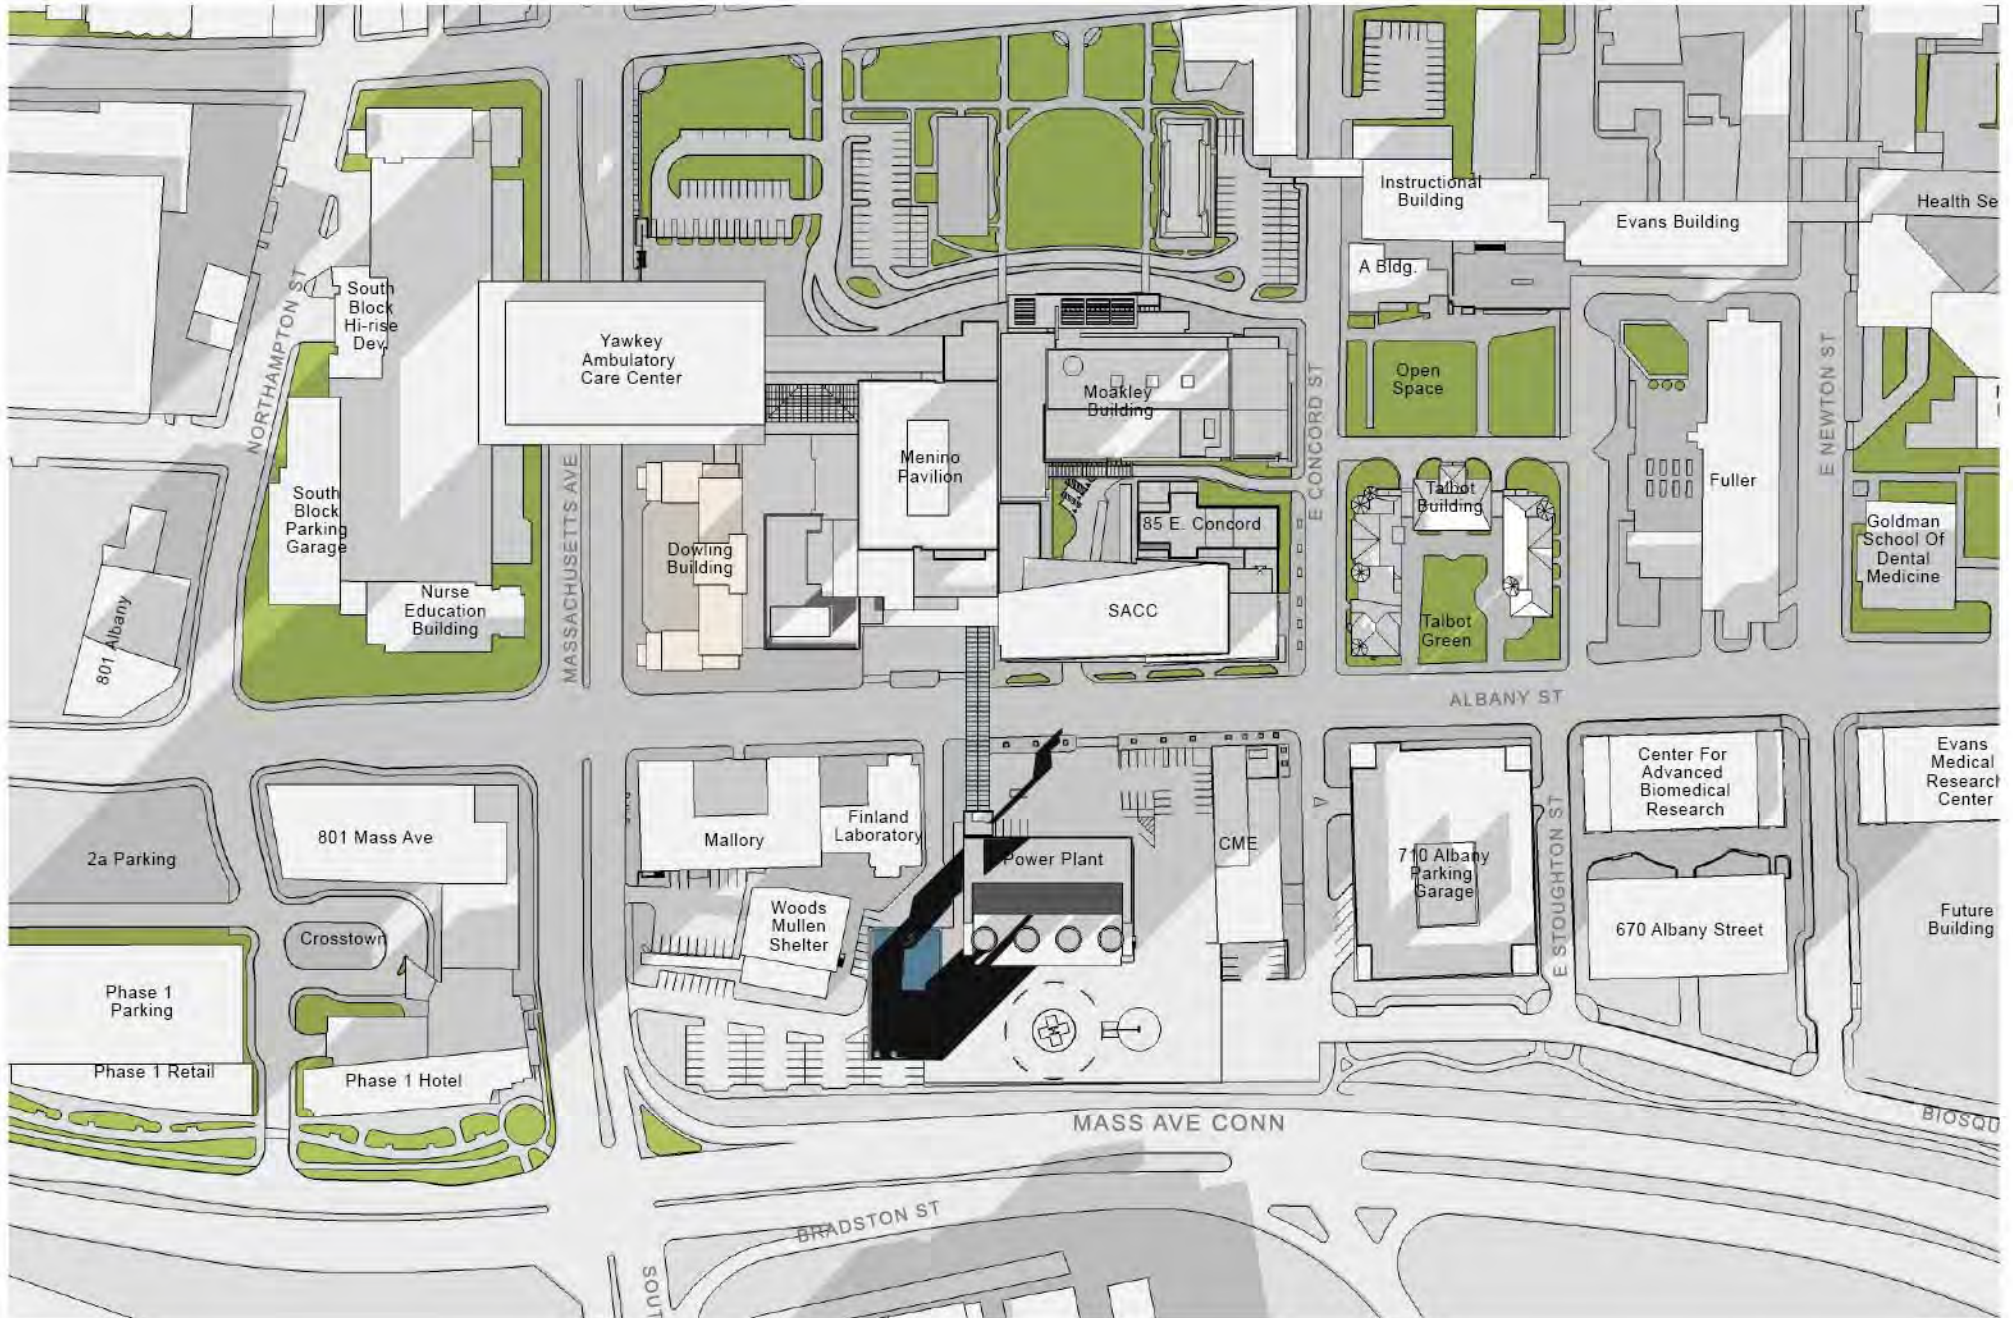 Instructional
Building
Evans Building
Health Se
A Bldg.
South
Block
Hi-rise
Dev.
NORTHAMPTON ST
Yawkey
Ambulatory
Care Center
Moakley
Building
E CONCORD ST
Open
Space
E NEWTON ST
Menino
Pavilion
South
Block
Parking
Garage
MASSACHUSETTS AVE
Dowling
Building
85 E. Concord
Talbot
Building
Fuller
Goldman
School Of
Dental
Medicine
801 Albany
Nurse
Education
Building
SACC
Talbot
Green
ALBANY ST
801 Mass Ave
2a Parking
Mallory
Finland
Laboratory
Power Plant
CME
710 Albany
Parking
Garage
E STOUGHTON ST
Center For
Advanced
Biomedical
Research
Evans
Medical
Research
Center
Crosstown
Woods
Mullen
Shelter
670 Albany Street
Future
Building
Phase 1
Parking
Phase 1 Retail
Phase 1 Hotel
MASS AVE CONN
BIOSQU
BRADSTON ST
SOUT